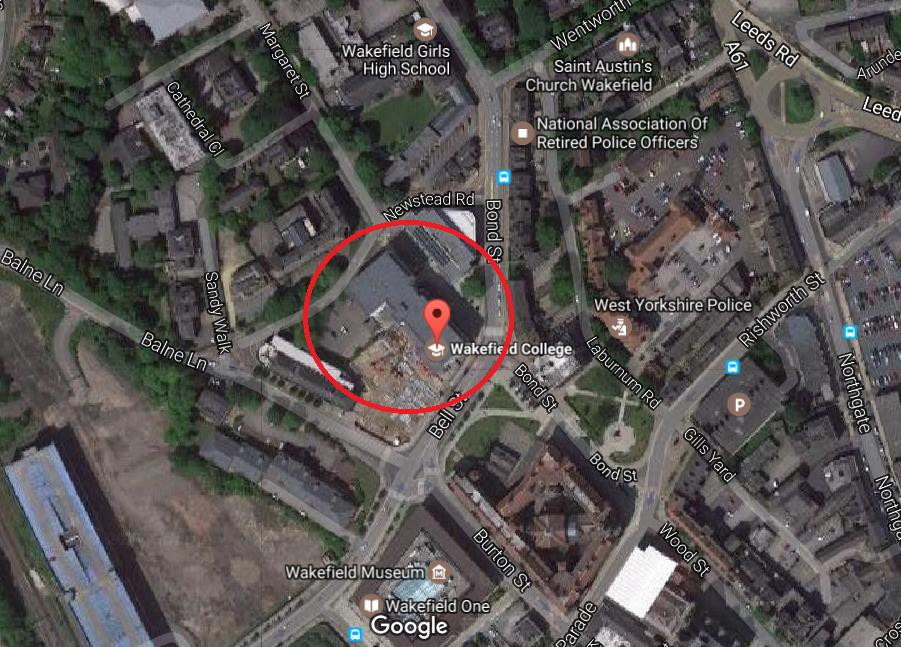 Wentworth
Leeds Rd
A61
Arunde
Leed
Margaret St
Wakefield Girls
High School
Saint Austin's
Church Wakefield
Cathedral Cl
National Association Of
Retired Police Officers
Newstead Rd
Bond St
Balne Ln
Sandy Walk
West Yorkshire Police
Rishworth St
Balne Ln
Wakefield College
Laburnum Rd
Bond St
Northgate
P
Bell St
Gills Yard
Bond St
Northga
Wood St
Burton St
Wakefield Museum
Wakefield One
Google
Parade
Cros